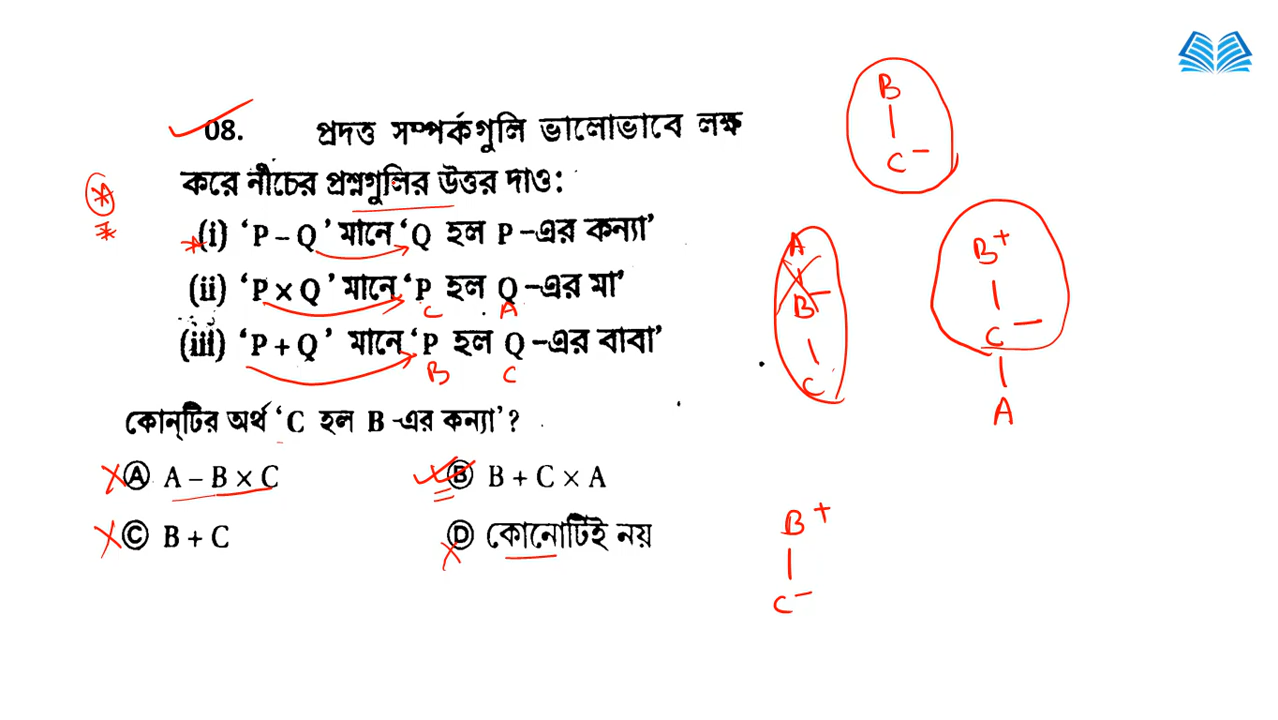 08. প্রদত্ত সম্পর্কগুলি ভালোভাবে লক্ষ
করে নীচের প্রশ্নগুলির উত্তর দাও:
(i) ‘P – Q’ মানে ‘Q হল P –এর কন্যা’
(ii) ‘P × Q’ মানে ‘P হল Q –এর মা’
C A
(iii) ‘P + Q’ মানে ‘P হল Q –এর বাবা’
B C
কোন্‌টির অর্থ ‘C হল B –এর কন্যা’?
Ⓐ A – B × C Ⓑ B + C × A
Ⓒ B + C Ⓓ কোনোটিই নয়
B
C –
A
B –
C
B +
C –
A
B +
C –